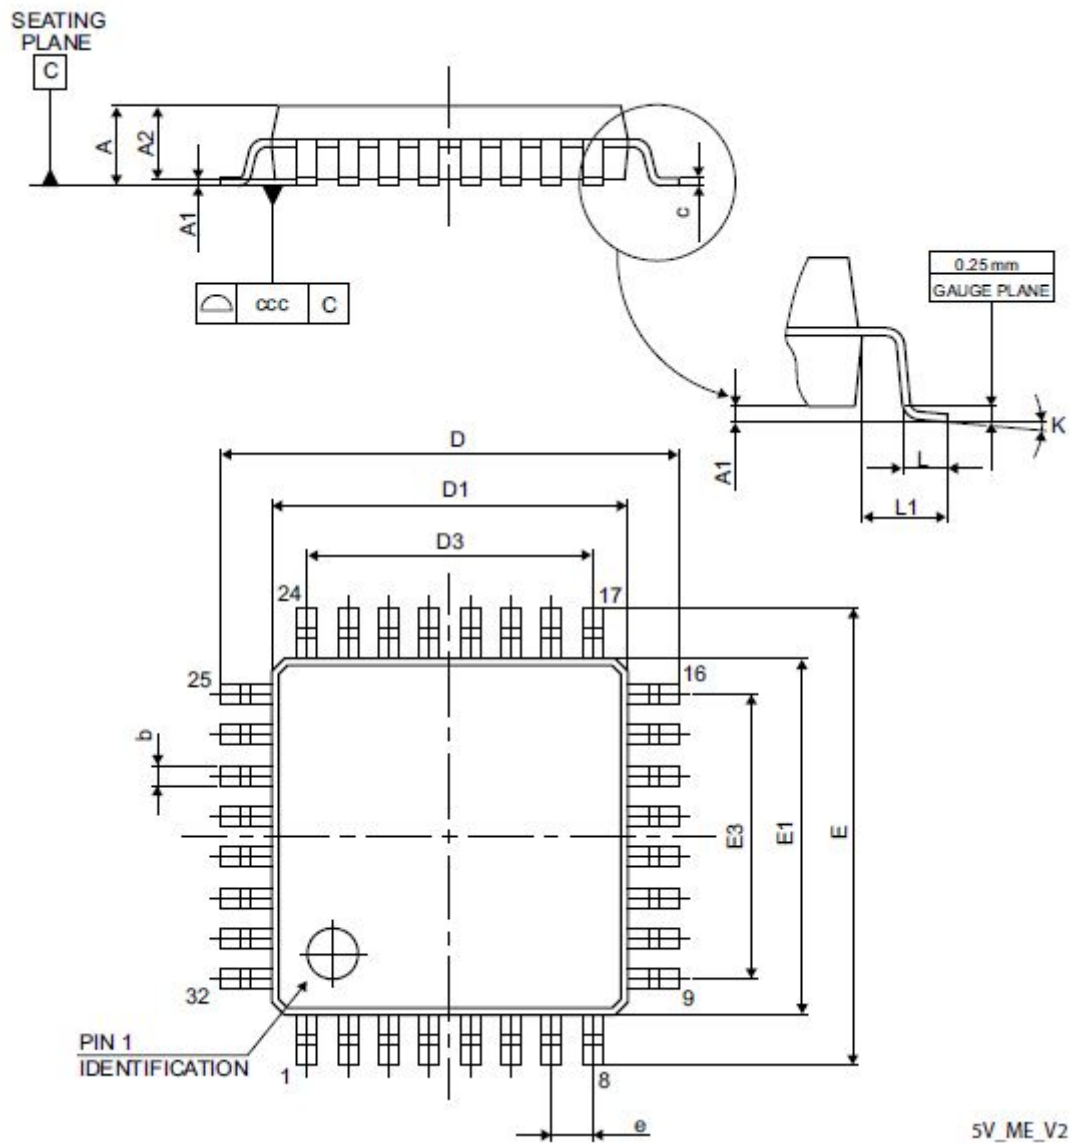 SEATING
PLANE
C
A
A2
A1
c
ccc C
0.25 mm
GAUGE PLANE
K
A1
L
L1
D
D1
D3
24
17
25
16
b
E3
E1
E
32
9
PIN 1
IDENTIFICATION
1
8
e
5V_ME_V2